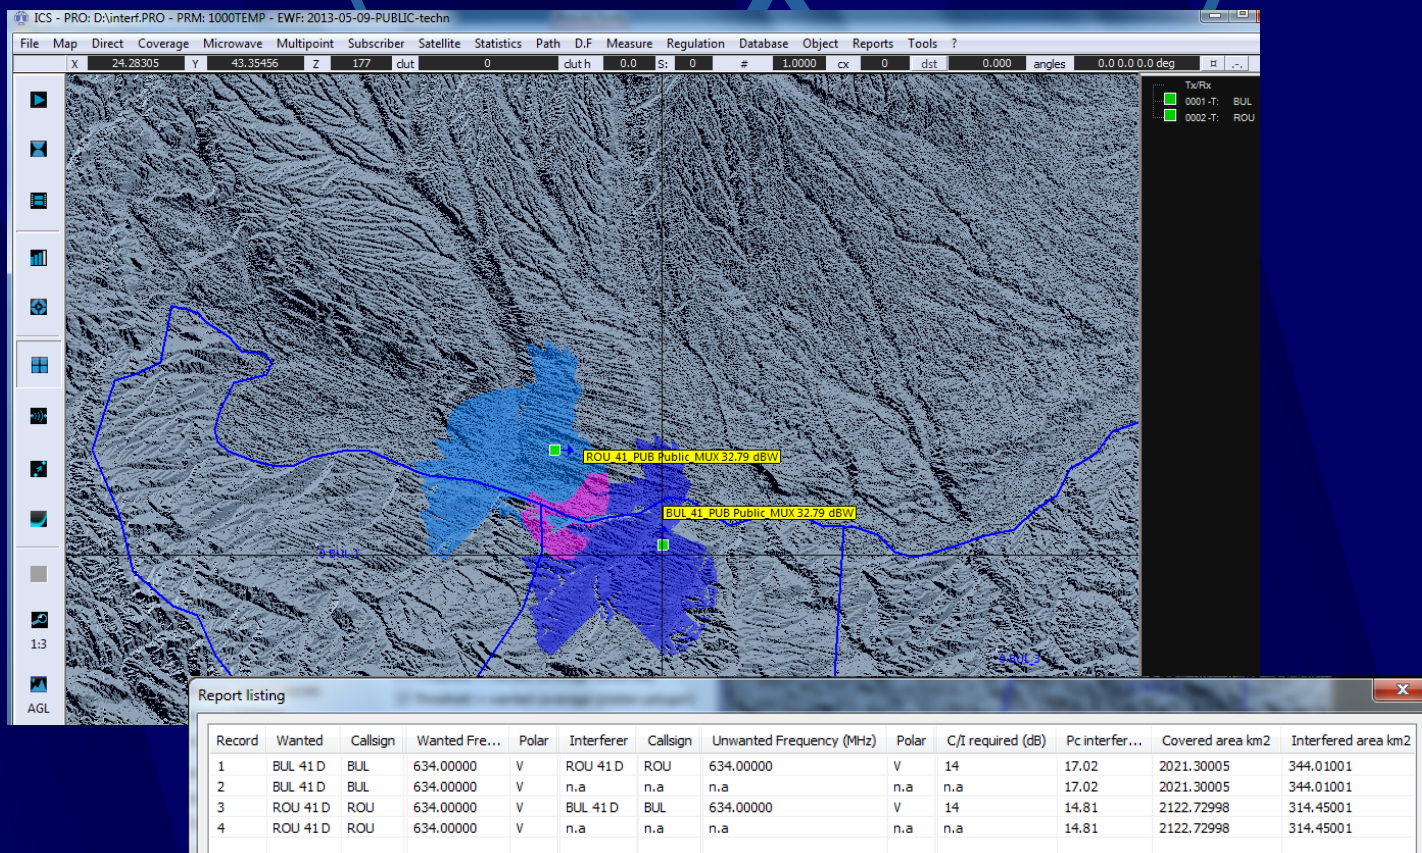 ICS - PRO: D:\interf.PRO - PRM: 1000TEMP - EWF: 2013-05-09-PUBLIC-techn
File Map Direct Coverage Microwave Multipoint Subscriber Satellite Statistics Path D.F Measure Regulation Database Object Reports Tools ?
X 24.28305 Y 43.35456 Z 177 clut 0 clut h 0.0 S: 0 # 1.0000 cx 0 dst 0.000 angles 0.0 0.0 0.0 deg ¤ .-.
Tx/Rx
0001 -T: BUL
0002 -T: ROU
ROU_41_PUB Public_MUX 32.79 dBW
BUL_41_PUB Public_MUX 32.79 dBW
0 BUL_1
1:3
0 BUL_3
AGL
Report listing
Record Wanted Callsign Wanted Fre... Polar Interferer Callsign Unwanted Frequency (MHz) Polar C/I required (dB) Pc interfer... Covered area km2 Interfered area km2
1 BUL 41 D BUL 634.00000 V ROU 41 D ROU 634.00000 V 14 17.02 2021.30005 344.01001
2 BUL 41 D BUL 634.00000 V n.a n.a n.a n.a n.a 17.02 2021.30005 344.01001
3 ROU 41 D ROU 634.00000 V BUL 41 D BUL 634.00000 V 14 14.81 2122.72998 314.45001
4 ROU 41 D ROU 634.00000 V n.a n.a n.a n.a n.a 14.81 2122.72998 314.45001